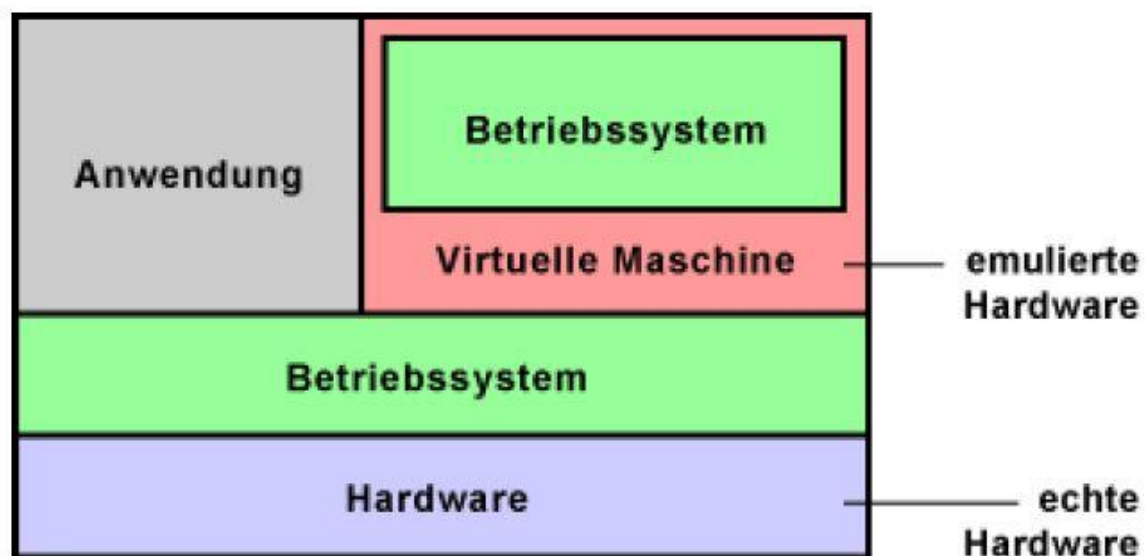 Betriebssystem
Anwendung
Virtuelle Maschine
emulierte
Hardware
Betriebssystem
Hardware
echte
Hardware